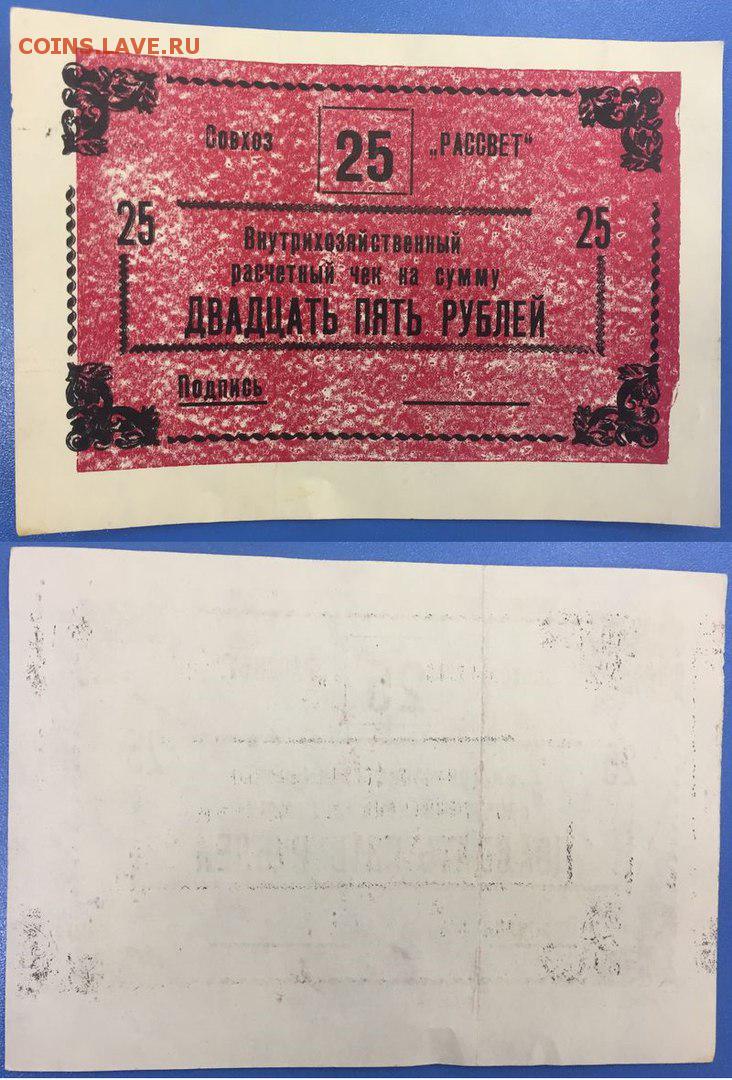 COINS.LAVE.RU
Совхоз 25 „РАССВЕТ“
25 25
Внутрихозяйственный
расчетный чек на сумму
ДВАДЦАТЬ ПЯТЬ РУБЛЕЙ
Подпись